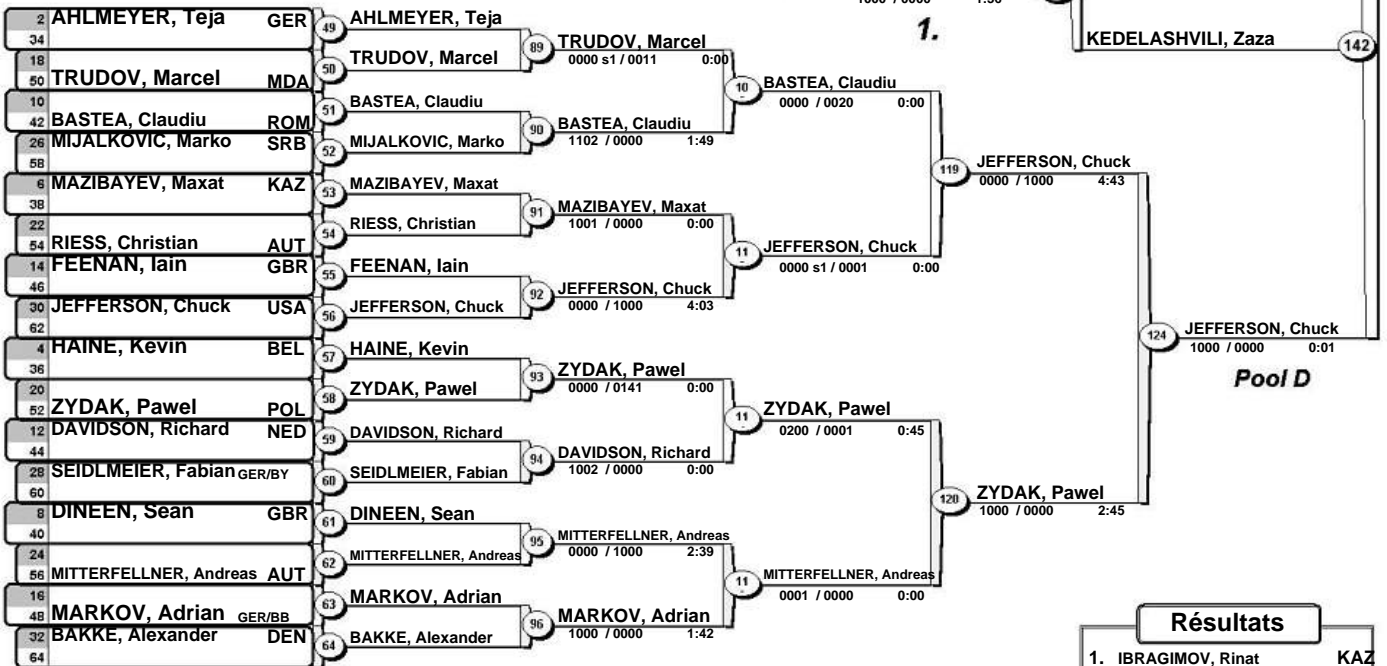 1000 / 0000 1:56
1.
KEDELASHVILI, Zaza
142
2 AHLMEYER, Teja GER
34
18
50 TRUDOV, Marcel MDA
10
42 BASTEA, Claudiu ROM
26 MIJALKOVIC, Marko SRB
58
6 MAZIBAYEV, Maxat KAZ
38
22
54 RIESS, Christian AUT
14 FEENAN, Iain GBR
46
30 JEFFERSON, Chuck USA
62
4 HAINE, Kevin BEL
36
20
52 ZYDAK, Pawel POL
12 DAVIDSON, Richard NED
44
28 SEIDLMEIER, Fabian GER/BY
60
8 DINEEN, Sean GBR
40
24
56 MITTERFELLNER, Andreas AUT
16
48 MARKOV, Adrian GER/BB
32 BAKKE, Alexander DEN
64
49 AHLMEYER, Teja
50 TRUDOV, Marcel
51 BASTEA, Claudiu
52 MIJALKOVIC, Marko
53 MAZIBAYEV, Maxat
54 RIESS, Christian
55 FEENAN, Iain
56 JEFFERSON, Chuck
57 HAINE, Kevin
58 ZYDAK, Pawel
59 DAVIDSON, Richard
60 SEIDLMEIER, Fabian
61 DINEEN, Sean
62 MITTERFELLNER, Andreas
63 MARKOV, Adrian
64 BAKKE, Alexander
89 TRUDOV, Marcel
0000 s1 / 0011 0:00
90 BASTEA, Claudiu
1102 / 0000 1:49
91 MAZIBAYEV, Maxat
1001 / 0000 0:00
92 JEFFERSON, Chuck
0000 / 1000 4:03
93 ZYDAK, Pawel
0000 / 0141 0:00
94 DAVIDSON, Richard
1002 / 0000 0:00
95 MITTERFELLNER, Andreas
0000 / 1000 2:39
96 MARKOV, Adrian
1000 / 0000 1:42
10 BASTEA, Claudiu
0000 / 0020 0:00
11 JEFFERSON, Chuck
0000 s1 / 0001 0:00
11 ZYDAK, Pawel
0200 / 0001 0:45
11 MITTERFELLNER, Andreas
0001 / 0000 0:00
119 JEFFERSON, Chuck
0000 / 1000 4:43
120 ZYDAK, Pawel
1000 / 0000 2:45
124 JEFFERSON, Chuck
1000 / 0000 0:01
Pool D
Résultats
1. IBRAGIMOV, Rinat KAZ